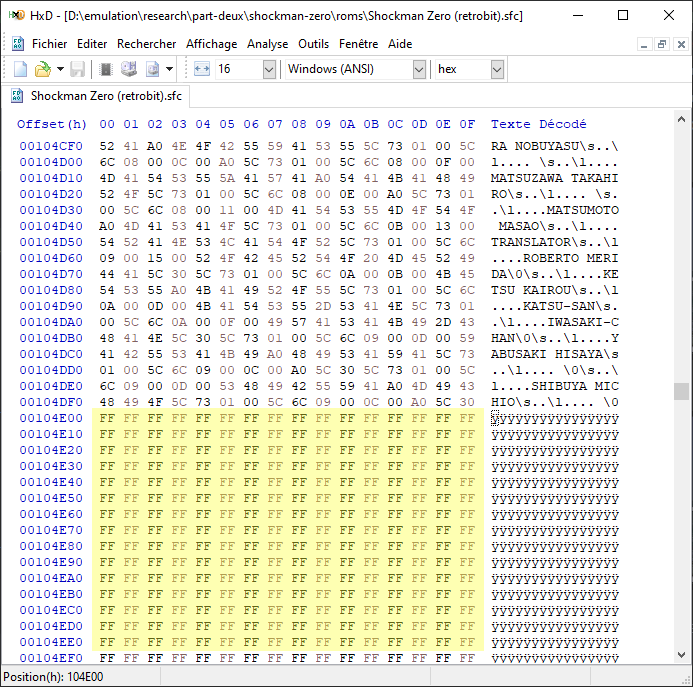 HxD - [D:\emulation\research\part-deux\shockman-zero\roms\Shockman Zero (retrobit).sfc]
Fichier Editer Rechercher Affichage Analyse Outils Fenêtre Aide
16 Windows (ANSI) hex
Shockman Zero (retrobit).sfc
Offset(h) 00 01 02 03 04 05 06 07 08 09 0A 0B 0C 0D 0E 0F Texte Décodé
00104CF0 52 41 A0 4E 4F 42 55 59 41 53 55 5C 73 01 00 5C RA NOBUYASU\s..\
00104D00 6C 08 00 0C 00 A0 5C 73 01 00 5C 6C 08 00 0F 00 l.... \s..\l....
00104D10 4D 41 54 53 55 5A 41 57 41 A0 54 41 4B 41 48 49 MATSUZAWA TAKAHI
00104D20 52 4F 5C 73 01 00 5C 6C 08 00 0E 00 A0 5C 73 01 RO\s..\l.... \s.
00104D30 00 5C 6C 08 00 11 00 4D 41 54 53 55 4D 4F 54 4F .\l....MATSUMOTO
00104D40 A0 4D 41 53 41 4F 5C 73 01 00 5C 6C 0B 00 13 00 MASAO\s..\l....
00104D50 54 52 41 4E 53 4C 41 54 4F 52 5C 73 01 00 5C 6C TRANSLATOR\s..\l
00104D60 09 00 15 00 52 4F 42 45 52 54 4F 20 4D 45 52 49 ....ROBERTO MERI
00104D70 44 41 5C 30 5C 73 01 00 5C 6C 0A 00 0B 00 4B 45 DA\0\s..\l....KE
00104D80 54 53 55 A0 4B 41 49 52 4F 55 5C 73 01 00 5C 6C TSU KAIROU\s..\l
00104D90 0A 00 0D 00 4B 41 54 53 55 2D 53 41 4E 5C 73 01 ....KATSU-SAN\s.
00104DA0 00 5C 6C 0A 00 0F 00 49 57 41 53 41 4B 49 2D 43 .\l....IWASAKI-C
00104DB0 48 41 4E 5C 30 5C 73 01 00 5C 6C 09 00 0D 00 59 HAN\0\s..\l....Y
00104DC0 41 42 55 53 41 4B 49 A0 48 49 53 41 59 41 5C 73 ABUSAKI HISAYA\s
00104DD0 01 00 5C 6C 09 00 0C 00 A0 5C 30 5C 73 01 00 5C ..\l.... \0\s..\
00104DE0 6C 09 00 0D 00 53 48 49 42 55 59 41 A0 4D 49 43 l....SHIBUYA MIC
00104DF0 48 49 4F 5C 73 01 00 5C 6C 09 00 0C 00 A0 5C 30 HIO\s..\l.... \0
00104E00 FF FF FF FF FF FF FF FF FF FF FF FF FF FF FF FF ÿÿÿÿÿÿÿÿÿÿÿÿÿÿÿÿ
00104E10 FF FF FF FF FF FF FF FF FF FF FF FF FF FF FF FF ÿÿÿÿÿÿÿÿÿÿÿÿÿÿÿÿ
00104E20 FF FF FF FF FF FF FF FF FF FF FF FF FF FF FF FF ÿÿÿÿÿÿÿÿÿÿÿÿÿÿÿÿ
00104E30 FF FF FF FF FF FF FF FF FF FF FF FF FF FF FF FF ÿÿÿÿÿÿÿÿÿÿÿÿÿÿÿÿ
00104E40 FF FF FF FF FF FF FF FF FF FF FF FF FF FF FF FF ÿÿÿÿÿÿÿÿÿÿÿÿÿÿÿÿ
00104E50 FF FF FF FF FF FF FF FF FF FF FF FF FF FF FF FF ÿÿÿÿÿÿÿÿÿÿÿÿÿÿÿÿ
00104E60 FF FF FF FF FF FF FF FF FF FF FF FF FF FF FF FF ÿÿÿÿÿÿÿÿÿÿÿÿÿÿÿÿ
00104E70 FF FF FF FF FF FF FF FF FF FF FF FF FF FF FF FF ÿÿÿÿÿÿÿÿÿÿÿÿÿÿÿÿ
00104E80 FF FF FF FF FF FF FF FF FF FF FF FF FF FF FF FF ÿÿÿÿÿÿÿÿÿÿÿÿÿÿÿÿ
00104E90 FF FF FF FF FF FF FF FF FF FF FF FF FF FF FF FF ÿÿÿÿÿÿÿÿÿÿÿÿÿÿÿÿ
00104EA0 FF FF FF FF FF FF FF FF FF FF FF FF FF FF FF FF ÿÿÿÿÿÿÿÿÿÿÿÿÿÿÿÿ
00104EB0 FF FF FF FF FF FF FF FF FF FF FF FF FF FF FF FF ÿÿÿÿÿÿÿÿÿÿÿÿÿÿÿÿ
00104EC0 FF FF FF FF FF FF FF FF FF FF FF FF FF FF FF FF ÿÿÿÿÿÿÿÿÿÿÿÿÿÿÿÿ
00104ED0 FF FF FF FF FF FF FF FF FF FF FF FF FF FF FF FF ÿÿÿÿÿÿÿÿÿÿÿÿÿÿÿÿ
00104EE0 FF FF FF FF FF FF FF FF FF FF FF FF FF FF FF FF ÿÿÿÿÿÿÿÿÿÿÿÿÿÿÿÿ
00104EF0 FF FF FF FF FF FF FF FF FF FF FF FF FF FF FF FF ÿÿÿÿÿÿÿÿÿÿÿÿÿÿÿÿ
Position(h): 104E00